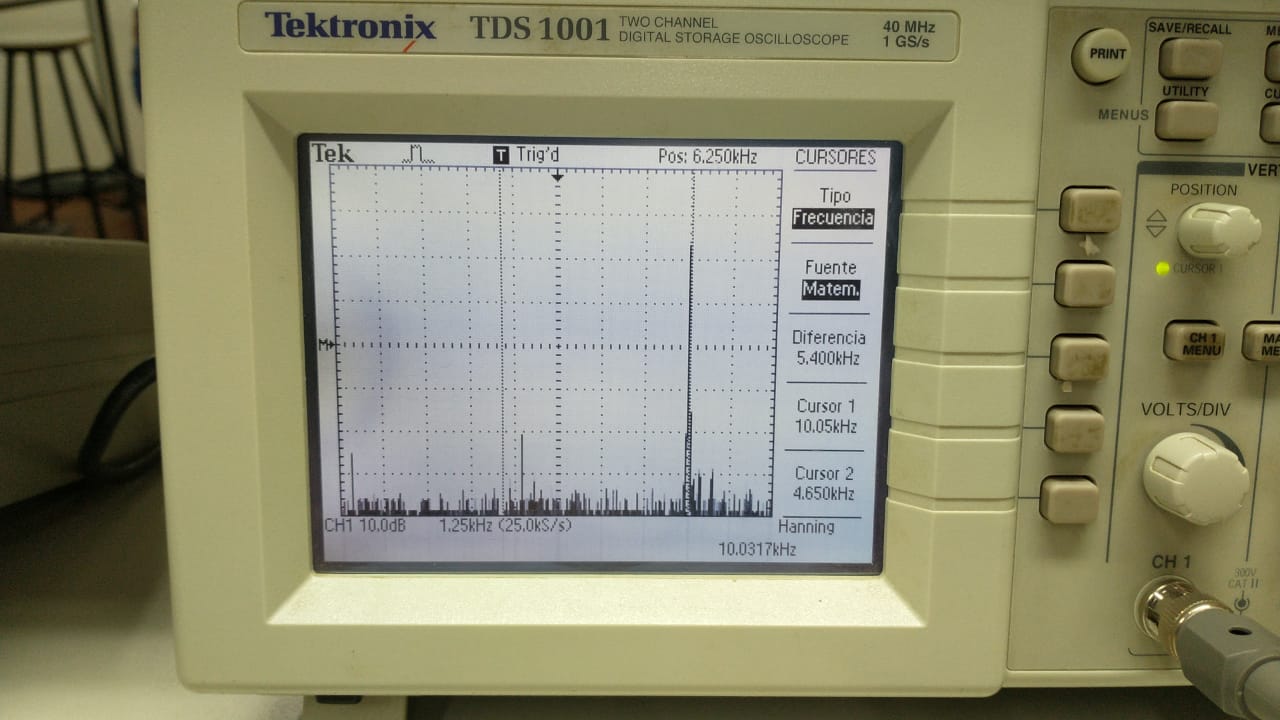 Tektronix TDS 1001 TWO CHANNEL
DIGITAL STORAGE OSCILLOSCOPE
40 MHz
1 GS/s
Tek T Trig'd Pos: 6.250kHz CURSORES
Tipo
Frecuencia
Fuente
Matem.
Diferencia
5.400kHz
Cursor 1
10.05kHz
Cursor 2
4.650kHz
M
CH1 10.0dB 1.25kHz (25.0kS/s) Hanning
10.0317kHz
PRINT
SAVE/RECALL
UTILITY
MENUS
POSITION
CURSOR 1
CH 1
MENU
VOLTS/DIV
CH 1
300V
CAT II